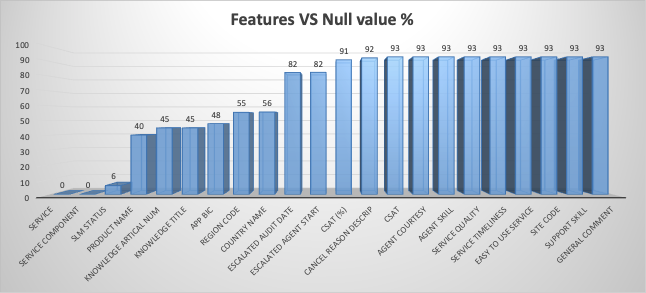 Features VS Null value %
100
90
80
70
60
50
40
30
20
10
0
0
0
6
40
45
45
48
55
56
82
82
91
92
93
93
93
93
93
93
93
93
93
SERVICE
SERVICE COMPONENT
SLM STATUS
PRODUCT NAME
KNOWLEDGE ARTICAL NUM
KNOWLEDGE TITLE
APP BIC
REGION CODE
COUNTRY NAME
ESCALATED AUDIT DATE
ESCALATED AGENT START
CSAT (%)
CANCEL REASON DESCRIP
CSAT
AGENT COURTESY
AGENT SKILL
SERVICE QUALITY
SERVICE TIMELINESS
EASY TO USE SERVICE
SITE CODE
SUPPORT SKILL
GENERAL COMMENT